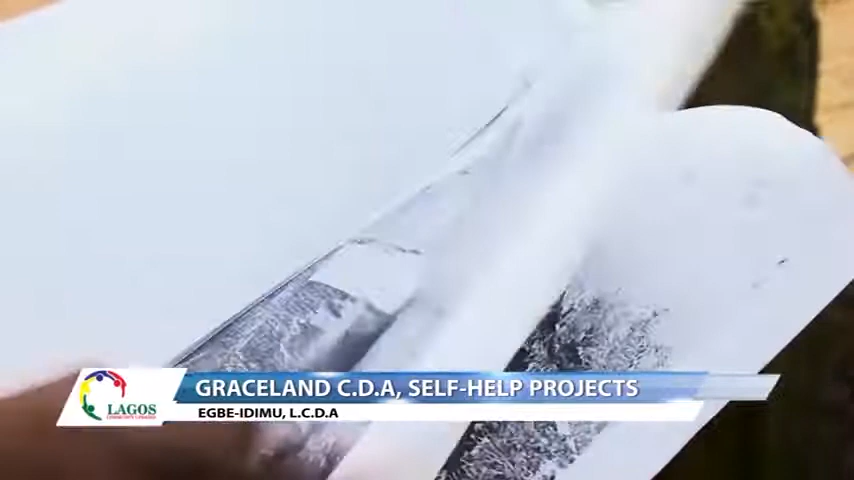 GRACELAND C.D.A, SELF-HELP PROJECTS
LAGOS
EGBE-IDIMU, L.C.D.A